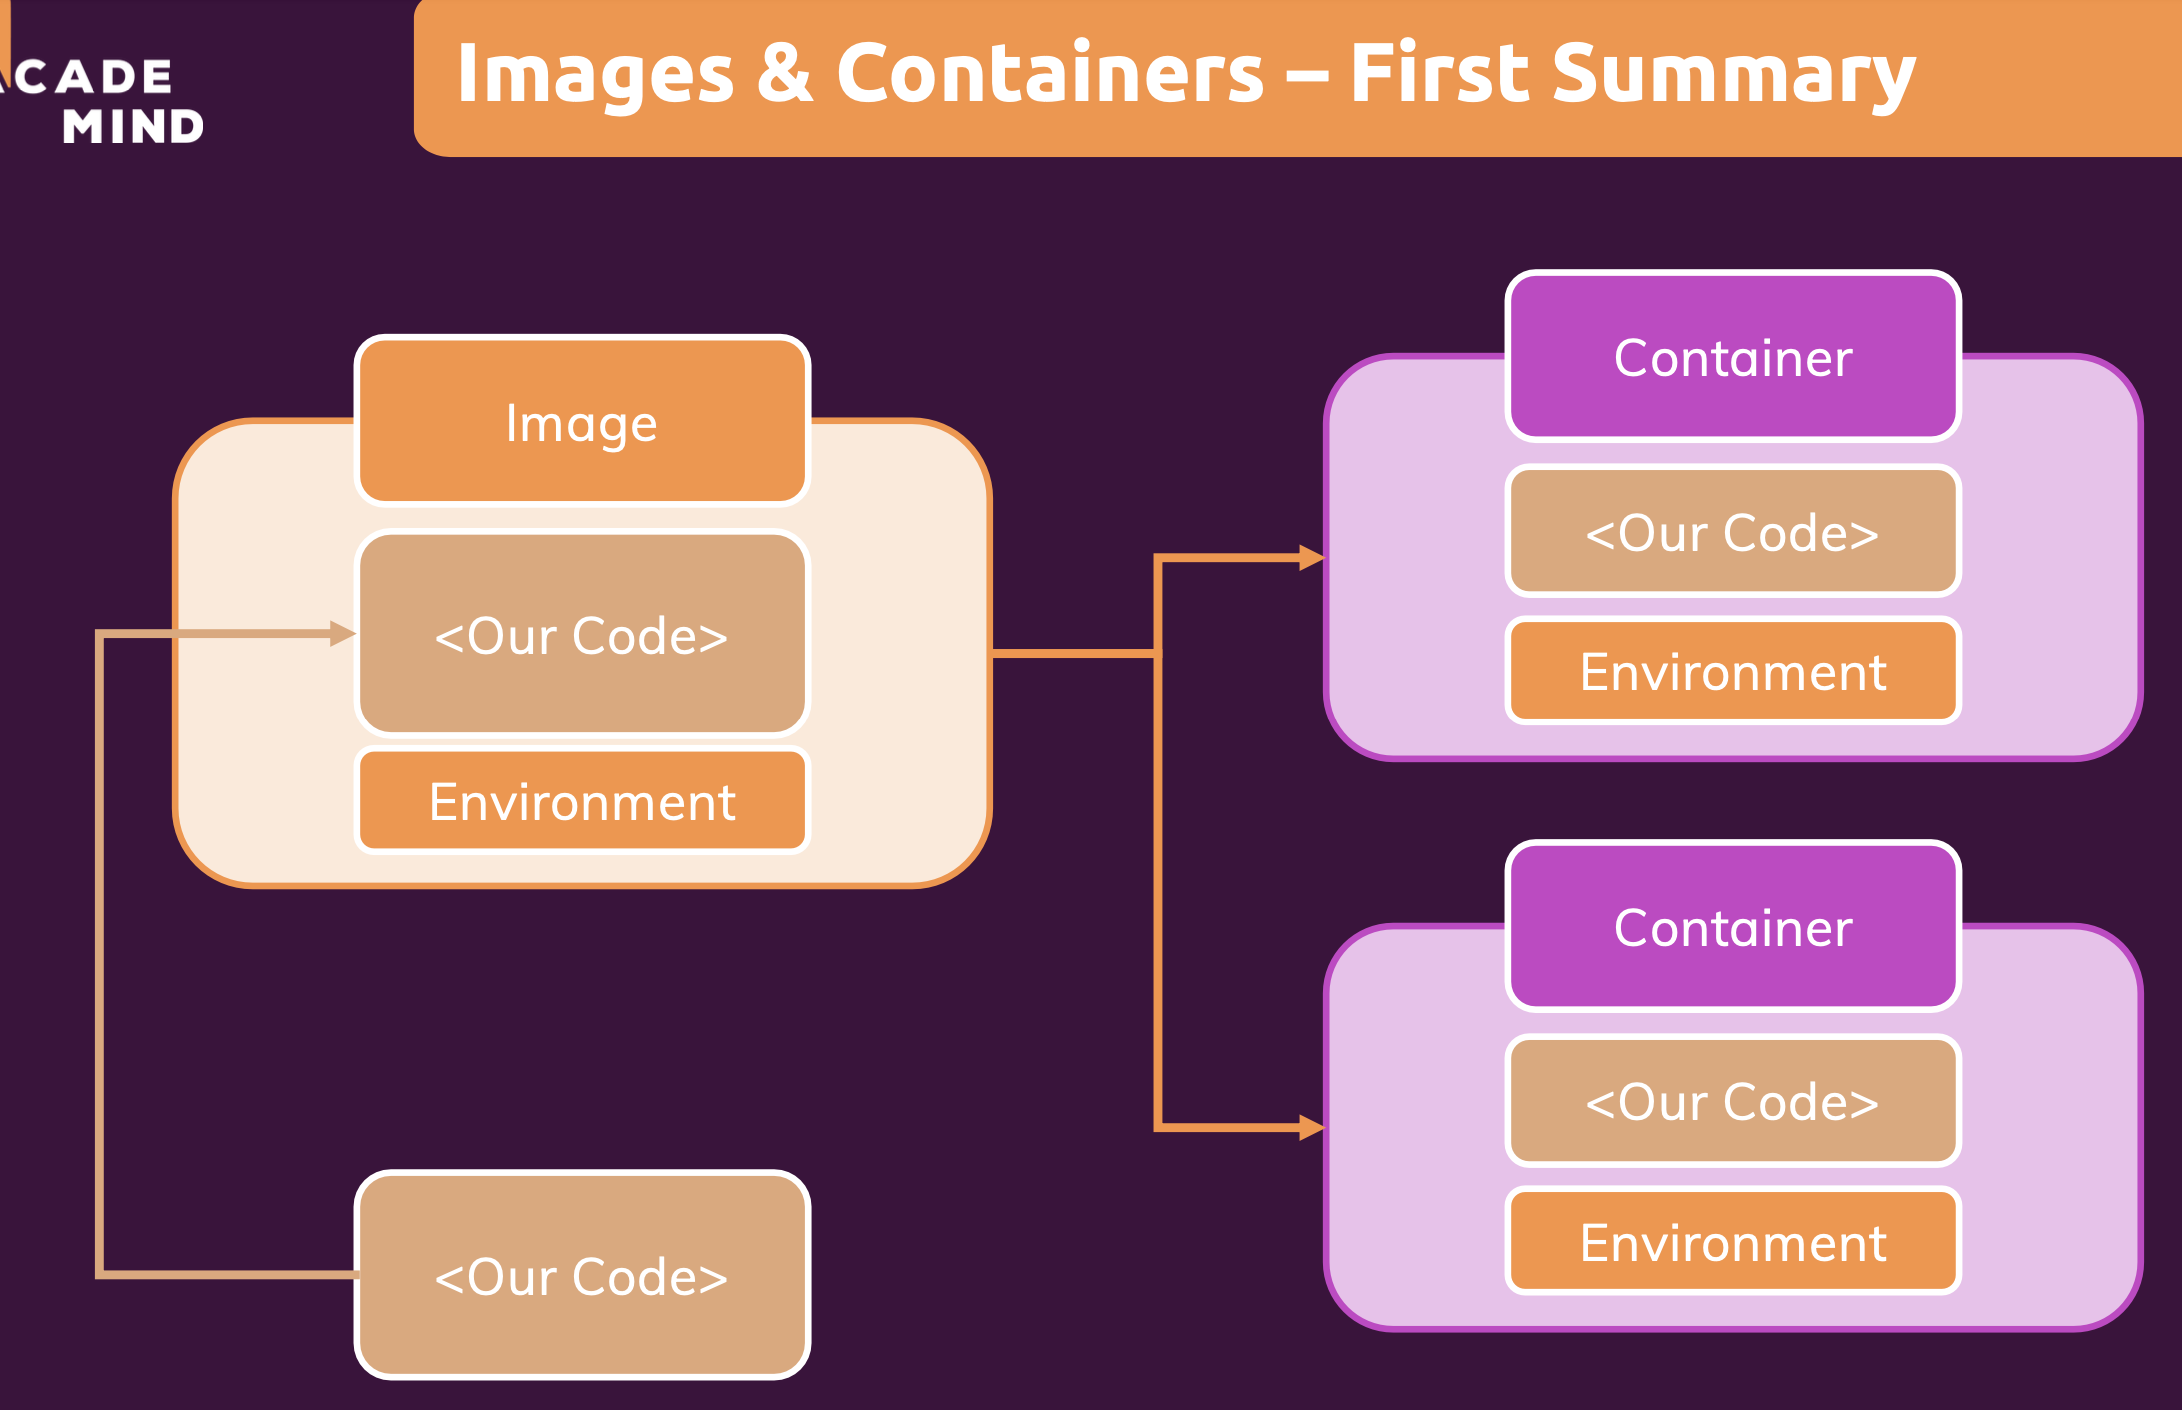 ACADE
MIND
Images & Containers – First Summary
Image
<Our Code>
Environment
<Our Code>
Container
<Our Code>
Environment
Container
<Our Code>
Environment